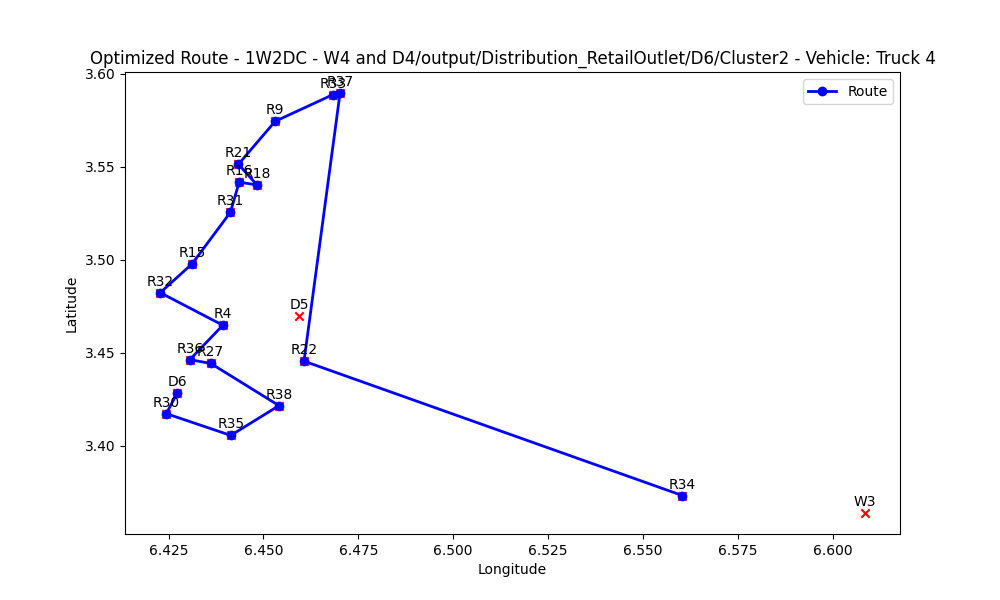 Optimized Route - 1W2DC - W4 and D4/output/Distribution_RetailOutlet/D6/Cluster2 - Vehicle: Truck 4
Route
R33
R37
R9
R21
R16
R18
R31
R15
R32
R4
D5
R36
R27
R22
D6
R30
R38
R35
R34
W3
3.60
3.55
3.50
3.45
3.40
Latitude
6.425 6.450 6.475 6.500 6.525 6.550 6.575 6.600
Longitude